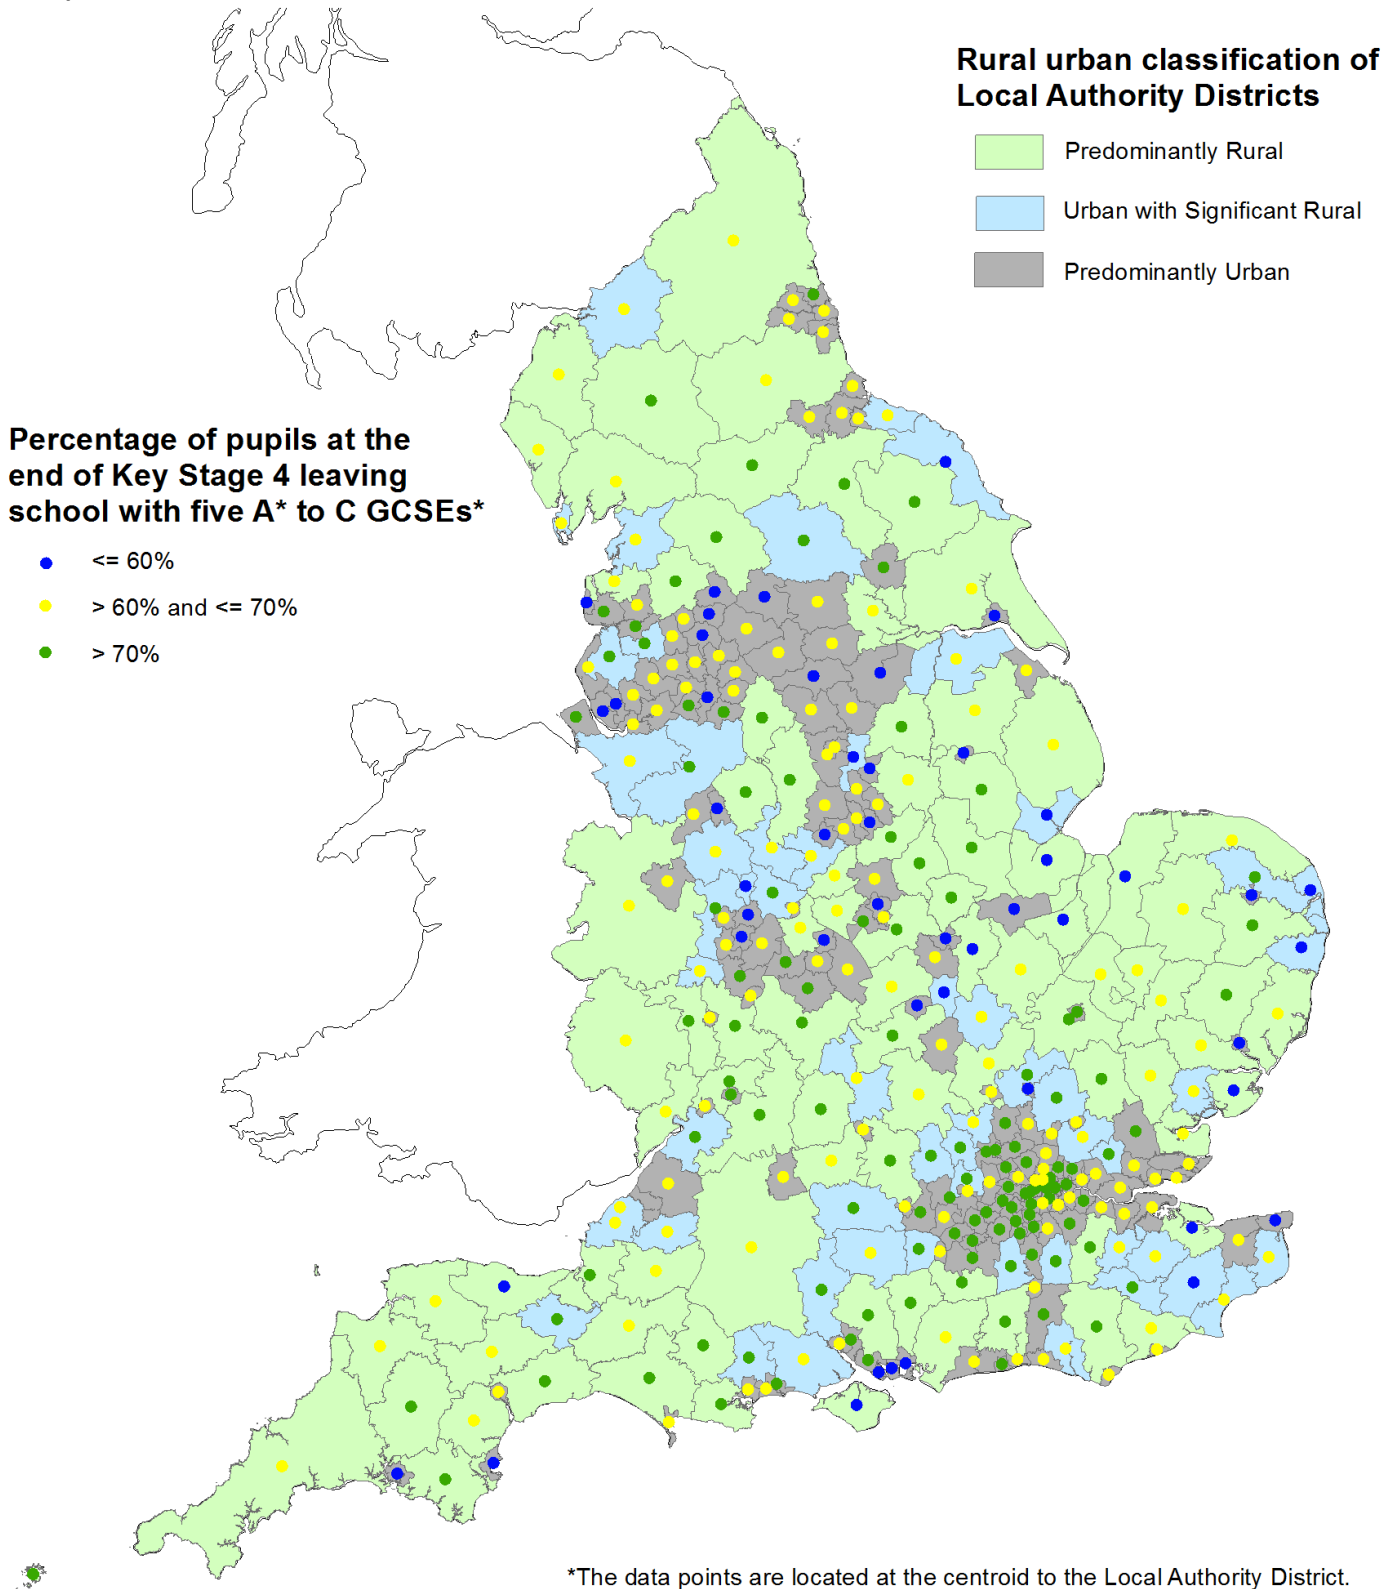 Rural urban classification of
Local Authority Districts
Predominantly Rural
Urban with Significant Rural
Predominantly Urban
Percentage of pupils at the
end of Key Stage 4 leaving
school with five A* to C GCSEs*
<= 60%
> 60% and <= 70%
> 70%
*The data points are located at the centroid to the Local Authority District.